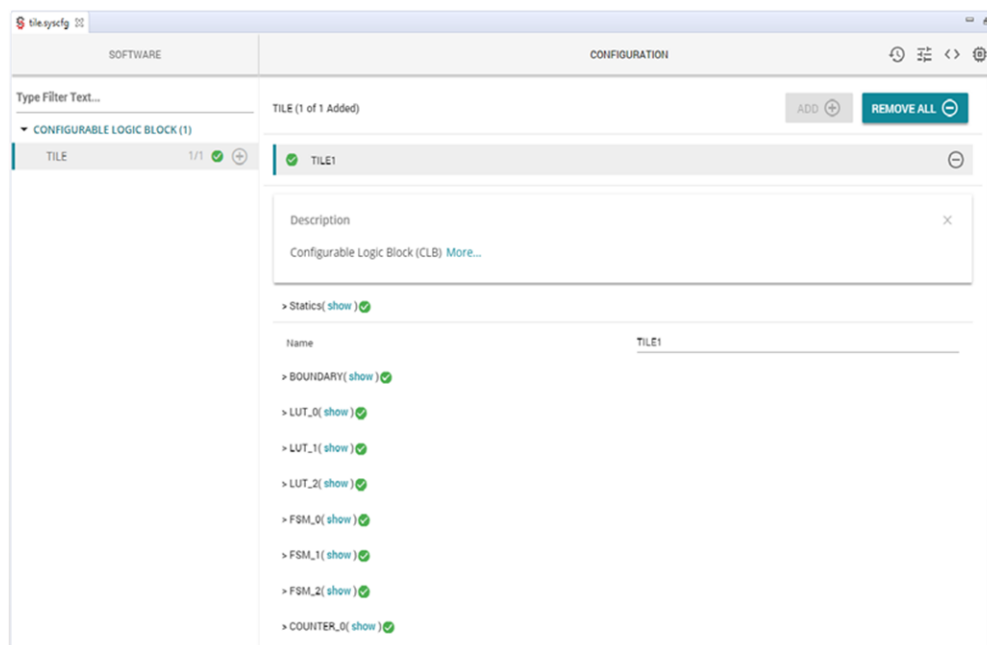 tile.syscfg
SOFTWARE
CONFIGURATION
Type Filter Text...
TILE (1 of 1 Added)
ADD
REMOVE ALL
CONFIGURABLE LOGIC BLOCK (1)
TILE 1/1
TILE1
Description
Configurable Logic Block (CLB) More...
> Statics( show )
Name TILE1
> BOUNDARY( show )
> LUT_0( show )
> LUT_1( show )
> LUT_2( show )
> FSM_0( show )
> FSM_1( show )
> FSM_2( show )
> COUNTER_0( show )